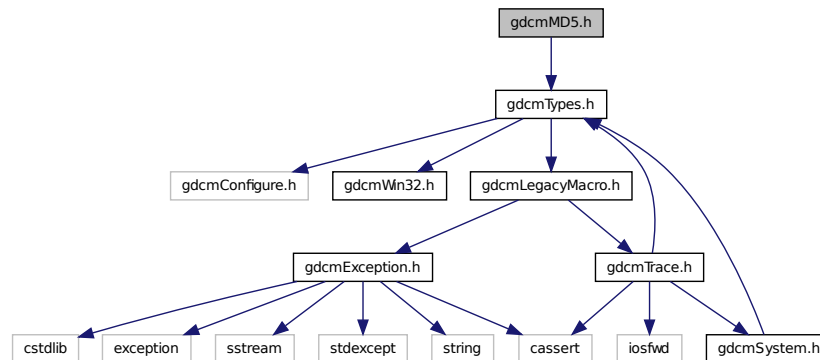 gdcmMD5.h
gdcmTypes.h
gdcmConfigure.h
gdcmWin32.h
gdcmLegacyMacro.h
gdcmException.h
gdcmTrace.h
cstdlib
exception
sstream
stdexcept
string
cassert
iosfwd
gdcmSystem.h